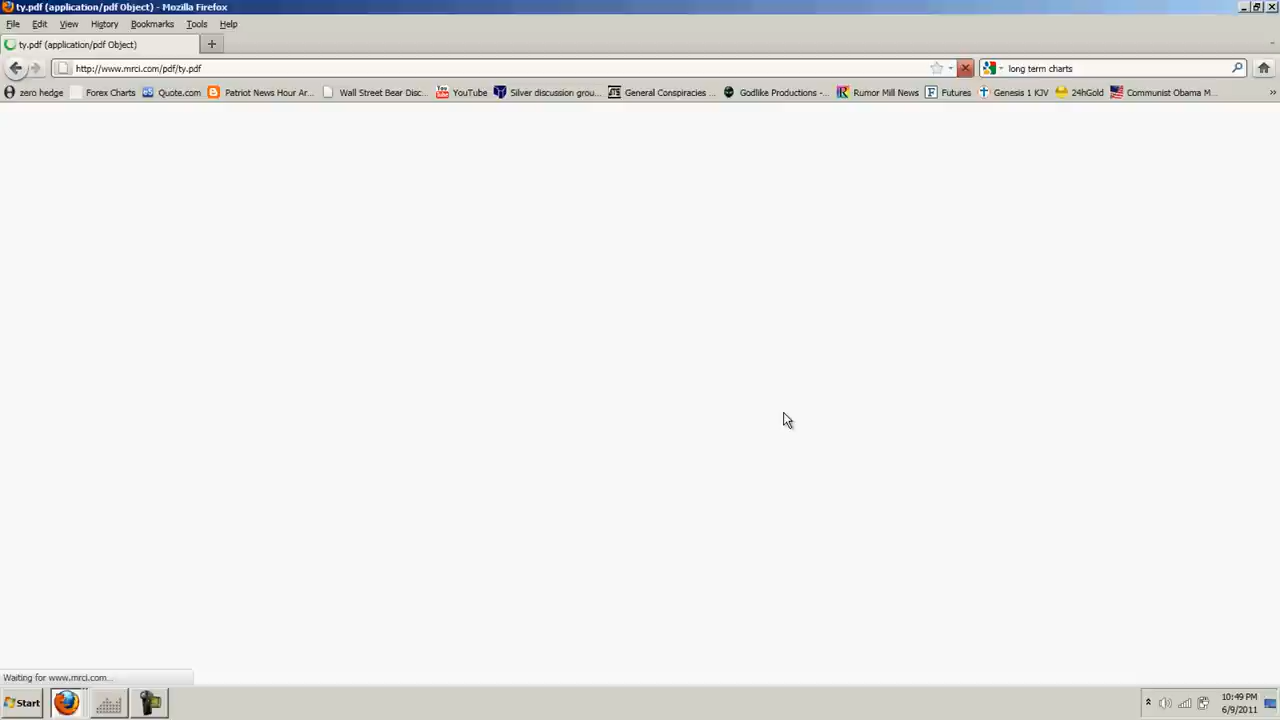 ty.pdf (application/pdf Object) - Mozilla Firefox
File Edit View History Bookmarks Tools Help
ty.pdf (application/pdf Object)
http://www.mrci.com/pdf/ty.pdf long term charts
zero hedge Forex Charts Quote.com Patriot News Hour Ar... Wall Street Bear Disc... YouTube Silver discussion grou... General Conspiracies ... Godlike Productions -... Rumor Mill News Futures Genesis 1 KJV 24hGold Communist Obama M... »
Waiting for www.mrci.com...
Start 10:49 PM
6/9/2011